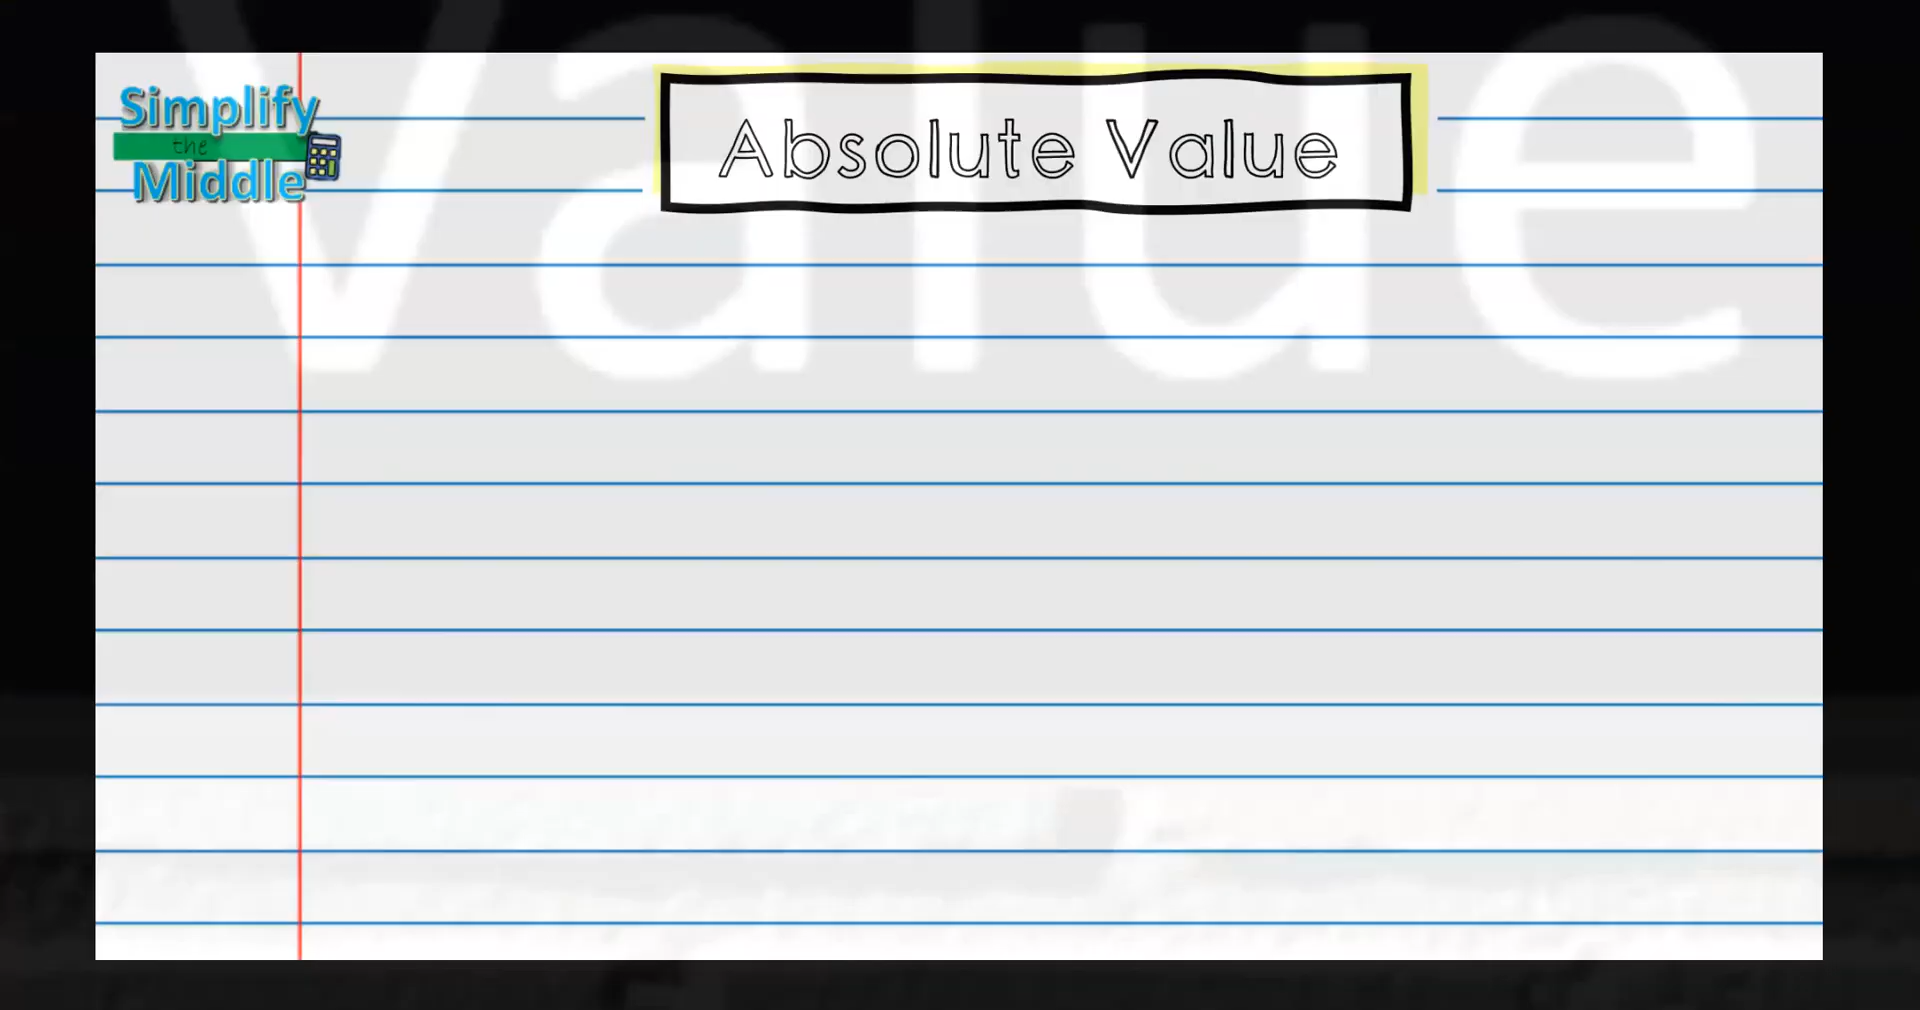 Value
Simplify
the
Middle
Absolute Value